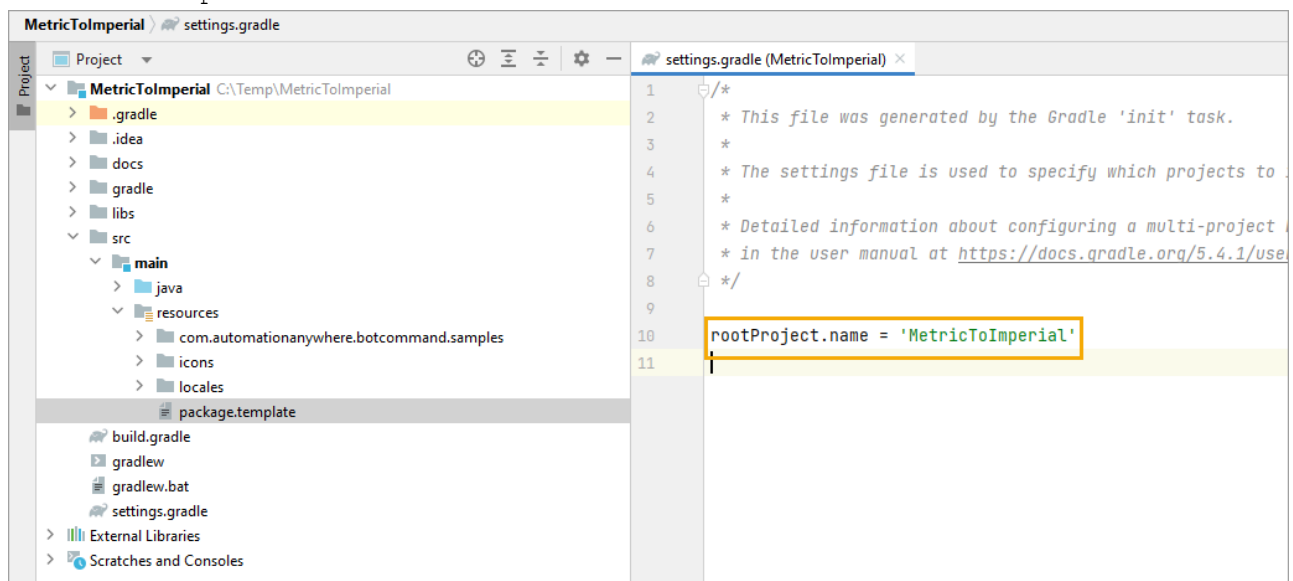 MetricToImperial settings.gradle
Project
Project
settings.gradle (MetricToImperial)
MetricToImperial C:\Temp\MetricToImperial
.gradle
.idea
docs
gradle
libs
src
main
java
resources
com.automationanywhere.botcommand.samples
icons
locales
package.template
build.gradle
gradlew
gradlew.bat
settings.gradle
External Libraries
Scratches and Consoles
1 /*
2 * This file was generated by the Gradle 'init' task.
3 *
4 * The settings file is used to specify which projects to
5 *
6 * Detailed information about configuring a multi-project
7 * in the user manual at https://docs.gradle.org/5.4.1/use
8 */
9
10 rootProject.name = 'MetricToImperial'
11